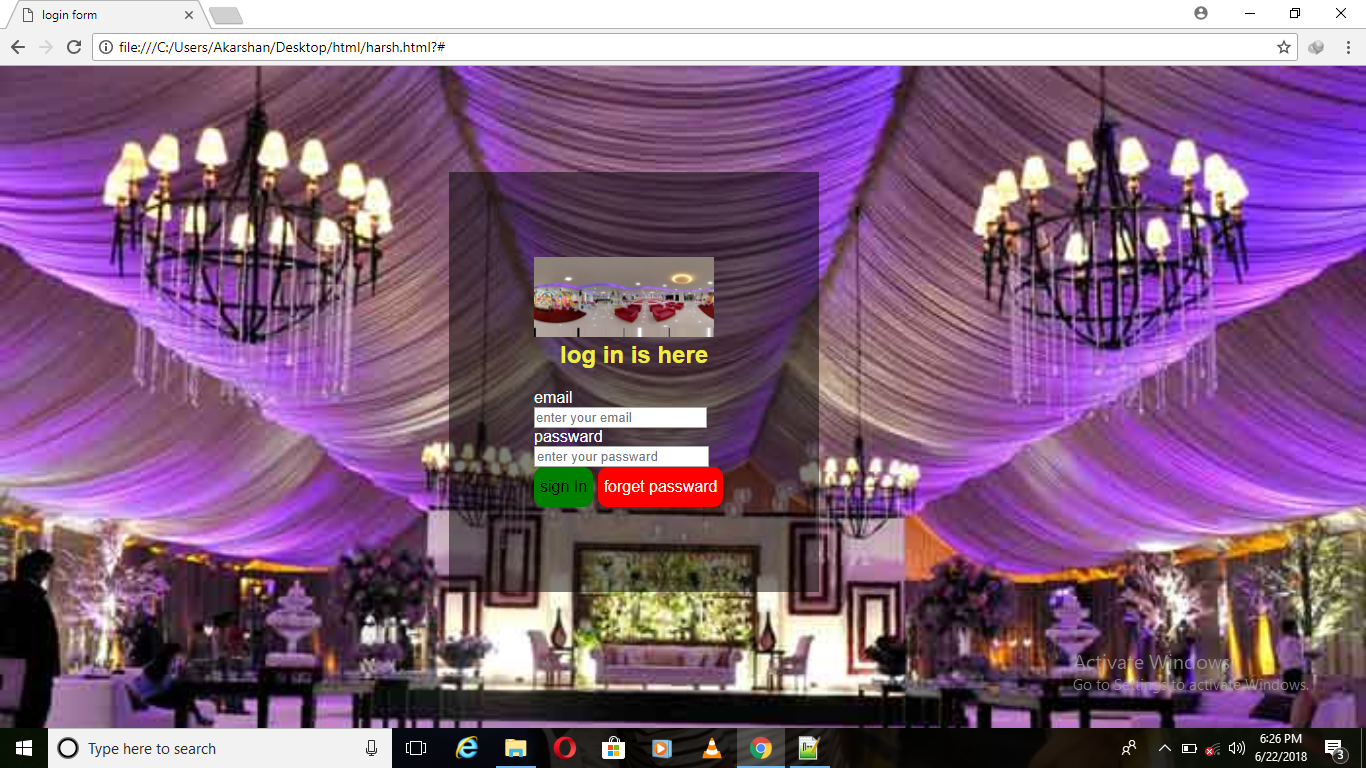 login form
file:///C:/Users/Akarshan/Desktop/html/harsh.html?#
log in is here
email
enter your email
passward
enter your password
sign In forget passward
Activate Windows
Go to Settings to activate Windows.
Type here to search
6:26 PM
6/22/2018
3